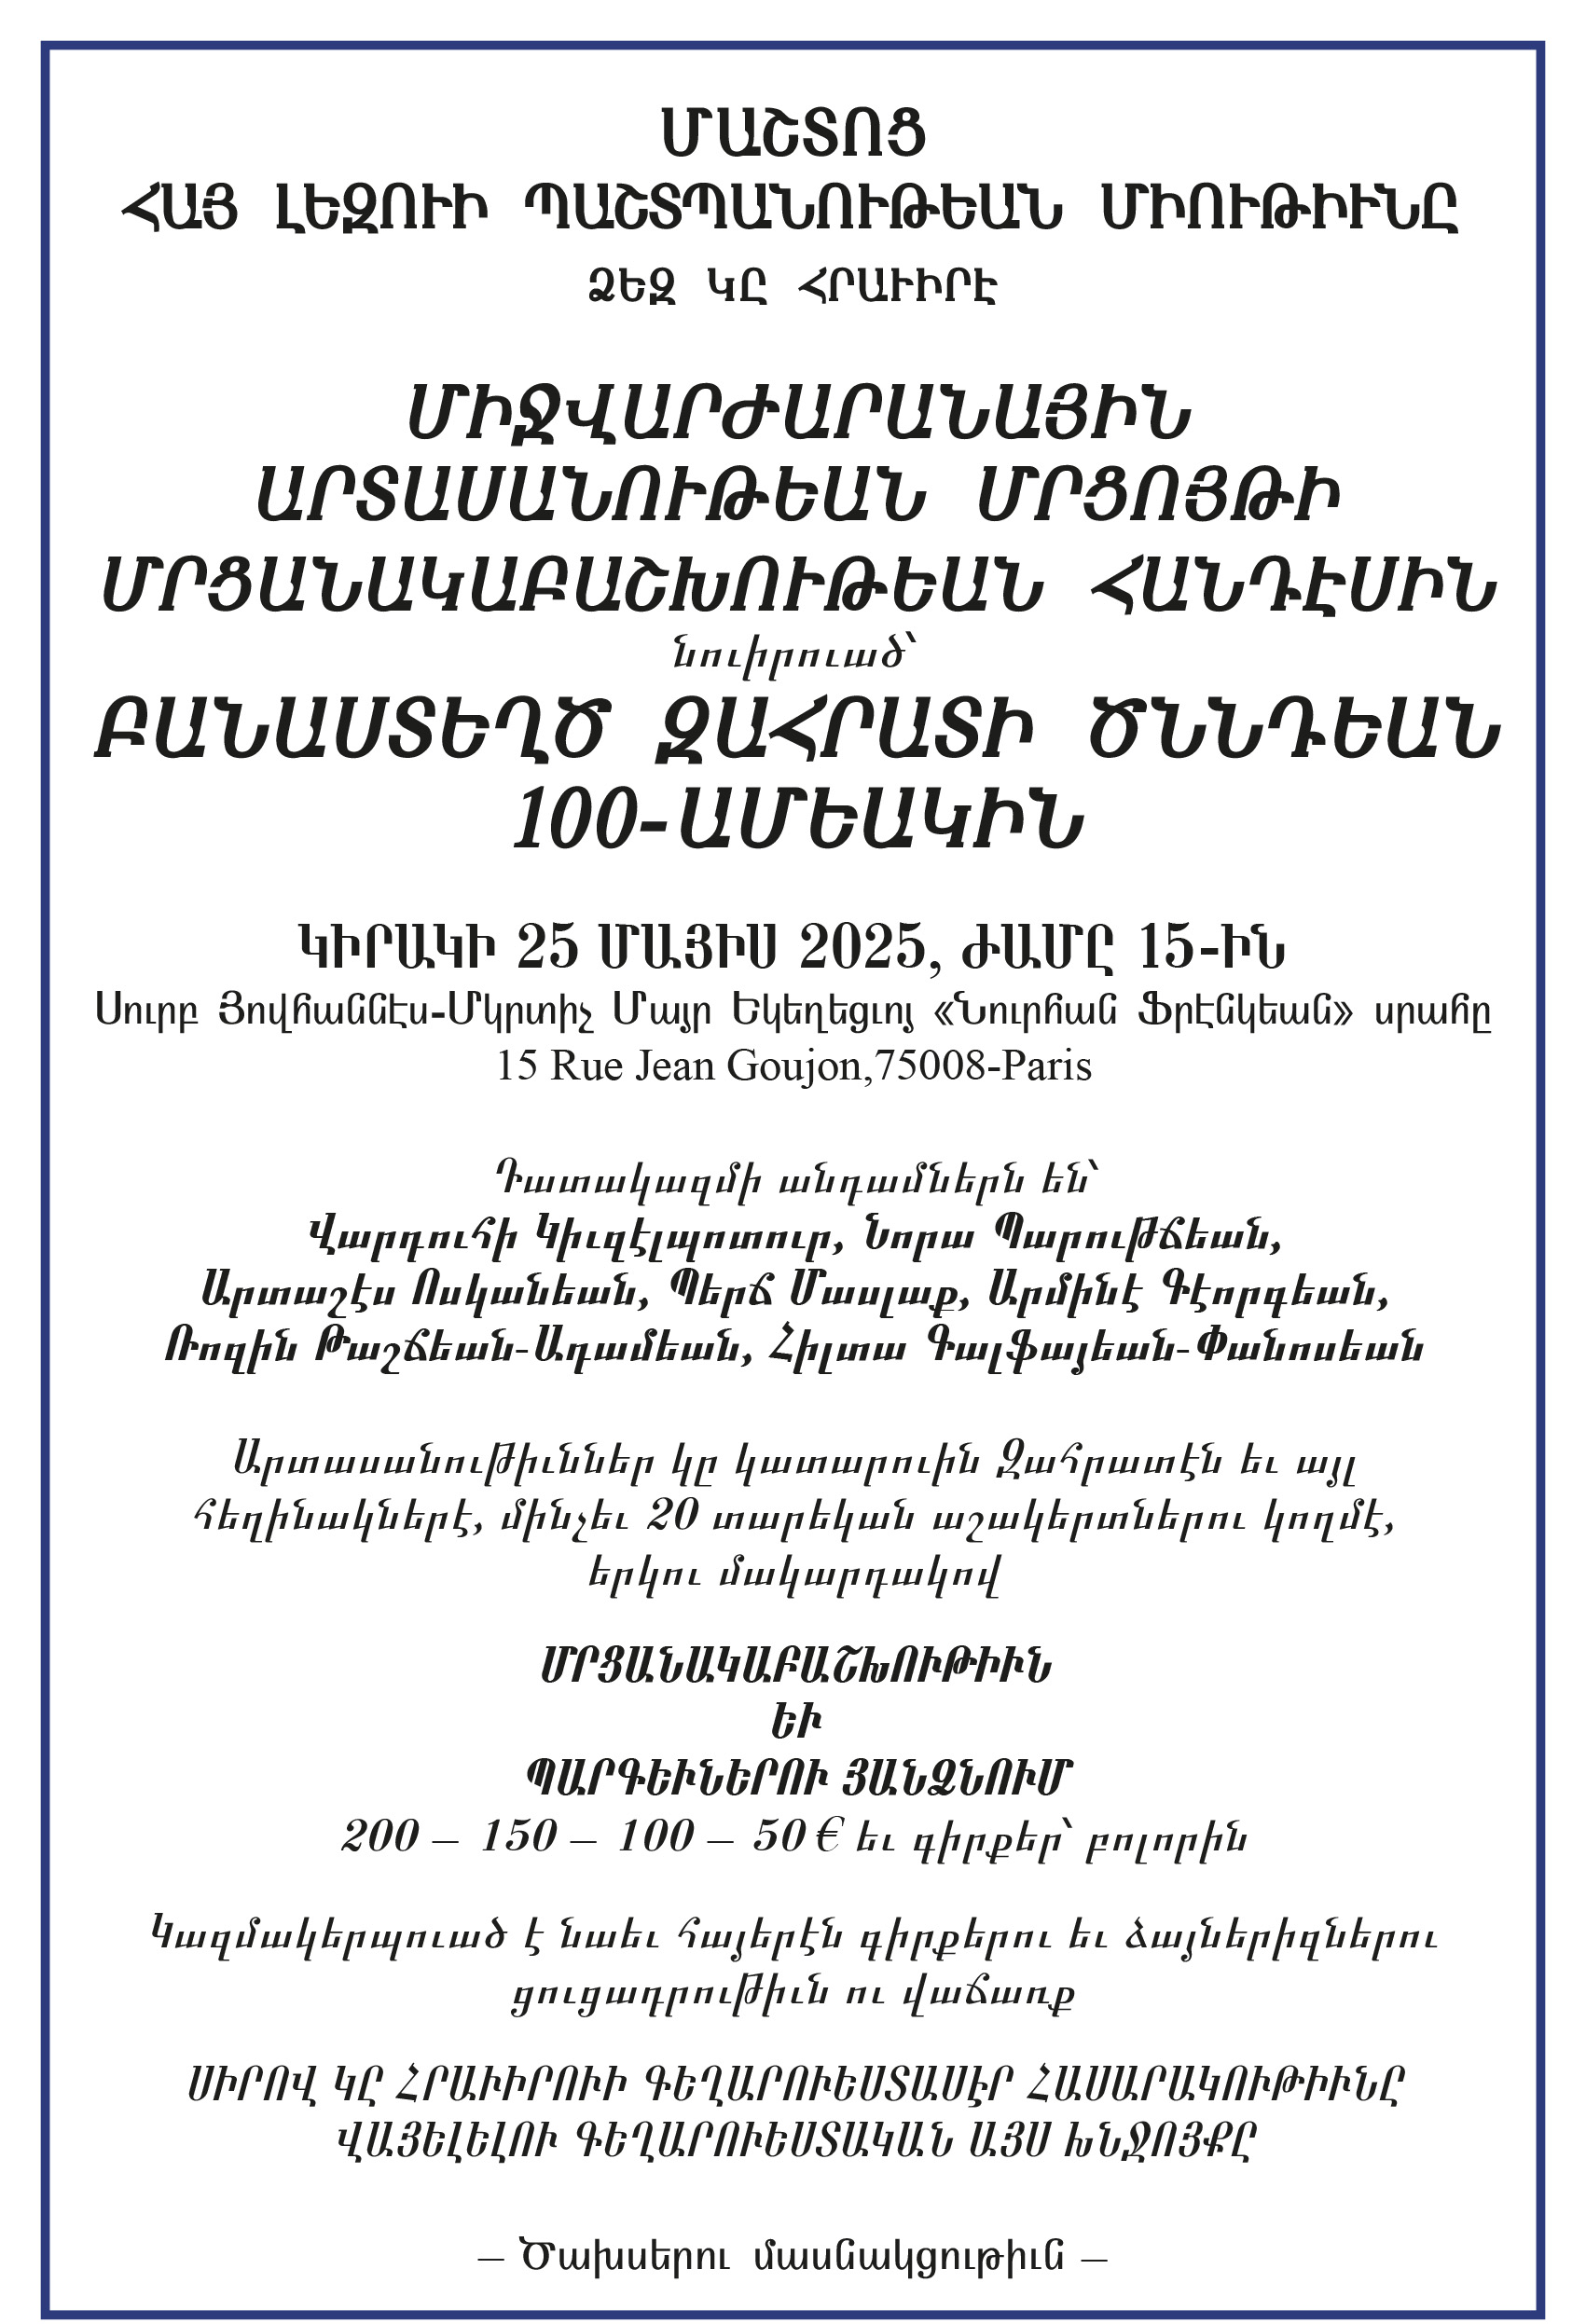 ՄԱՇՏՈՑ
ՀԱՅ ԼԵԶՈՒԻ ՊԱՇՏՊԱՆՈՒԹԵԱՆ ՄԻՈՒԹԻՒՆԸ
ՁԵԶ ԿԸ ՀՐԱՒԻՐԷ
ՄԻՋՎԱՐԺԱՐԱՆԱՅԻՆ
ԱՐՏԱՍԱՆՈՒԹԵԱՆ ՄՐՑՈՅԹԻ
ՄՐՑԱՆԱԿԱԲԱՇԽՈՒԹԵԱՆ ՀԱՆԴԷՍԻՆ
նուիրուած՝
ԲԱՆԱՍՏԵՂԾ ԶԱՀՐԱՏԻ ԾՆՆԴԵԱՆ
100-ԱՄԵԱԿԻՆ
ԿԻՐԱԿԻ 25 ՄԱՅԻՍ 2025, ԺԱՄԸ 15-ԻՆ
Սուրբ Յովհաննէս-Մկրտիչ Մայր Եկեղեցւոյ «Նուրհան Ֆրէնկեան» սրահը
15 Rue Jean Goujon,75008-Paris
Դատակազմի անդամներն են՝
Վարդուհի Կիւզէլպոտուր, Նորա Պարութճեան,
Արտաշէս Ոսկանեան, Պերճ Մասլաք, Արմինէ Գէորգեան,
Ռոզին Թաշճեան-Ադամեան, Հիլտա Գալֆայեան-Փանոսեան
Արտասանութիւններ կը կատարուին Զահրատէն եւ այլ
հեղինակներէ, մինչեւ 20 տարեկան աշակերտներու կողմէ,
երկու մակարդակով
ՄՐՑԱՆԱԿԱԲԱՇԽՈՒԹԻՒՆ
ԵՒ
ՊԱՐԳԵՒՆԵՐՈՒ ՅԱՆՁՆՈՒՄ
200 – 150 – 100 – 50 € եւ գիրքեր՝ բոլորին
Կազմակերպուած է նաեւ հայերէն գիրքերու եւ ձայներիզներու
ցուցադրութիւն ու վաճառք
ՍԻՐՈՎ ԿԸ ՀՐԱՒԻՐՈՒԻ ԳԵՂԱՐՈՒԵՍՏԱՍԷՐ ՀԱՍԱՐԱԿՈՒԹԻՒՆԸ
ՎԱՅԵԼԵԼՈՒ ԳԵՂԱՐՈՒԵՍՏԱԿԱՆ ԱՅՍ ԽՆՋՈՅՔԸ
– Ծախսերու մասնակցութիւն –